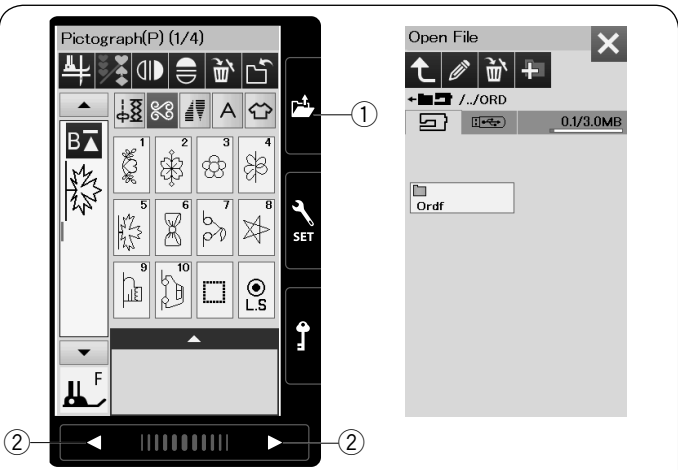 Pictograph(P) (1/4)
A
B
1 2 3 4
5 6 7 8
9 10
L.S
F
SET
1
2
2
Open File
/../ORD
0.1/3.0MB
Ordf